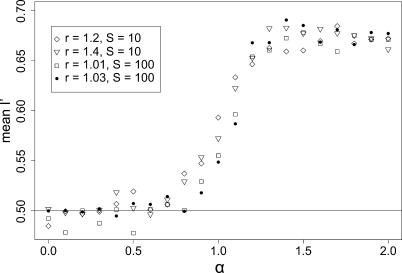 0.70
0.65
0.60
0.55
0.50
mean I'
r = 1.2, S = 10
r = 1.4, S = 10
r = 1.01, S = 100
r = 1.03, S = 100
0.0 0.5 1.0 1.5 2.0
α